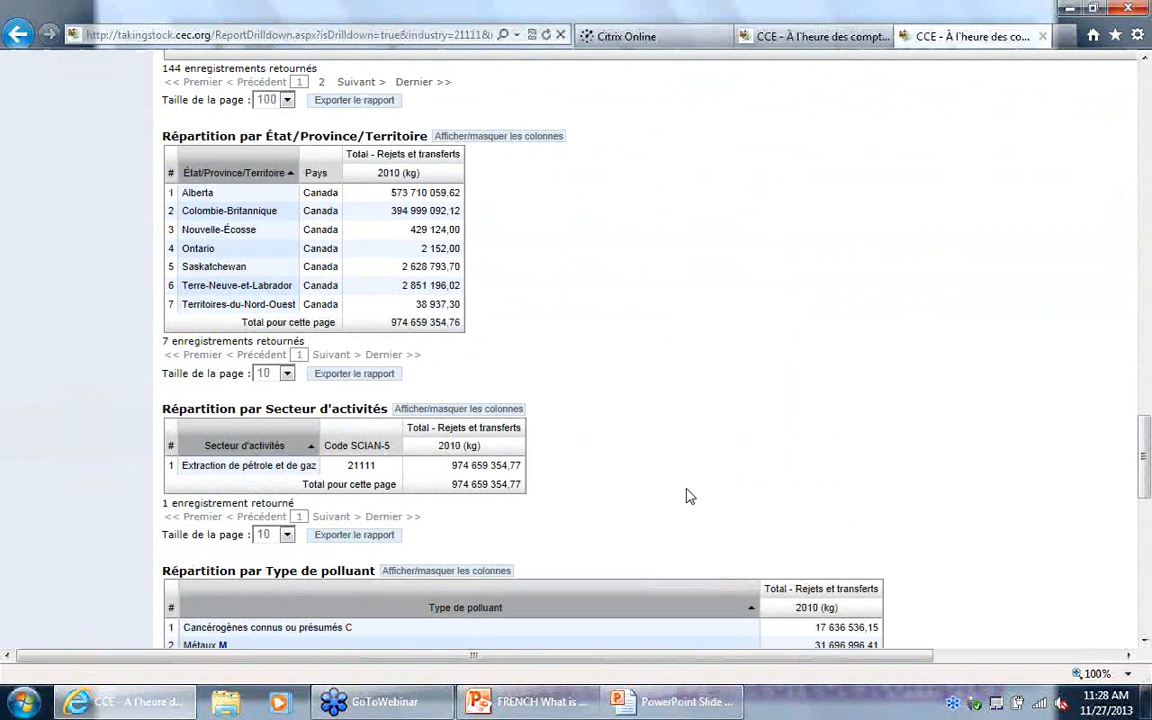 http://takingstock.cec.org/ReportDrilldown.aspx?isDrilldown=true&industry=21111&
Citrix Online
CCE - À l'heure des compt...
CCE - À l'heure des co...
144 enregistrements retournés
<< Premier < Précédent 1 2 Suivant > Dernier >>
Taille de la page : 100 Exporter le rapport
Répartition par État/Province/Territoire Afficher/masquer les colonnes
Total - Rejets et transferts
# État/Province/Territoire Pays 2010 (kg)
1 Alberta Canada 573 710 059,62
2 Colombie-Britannique Canada 394 999 092,12
3 Nouvelle-Écosse Canada 429 124,00
4 Ontario Canada 2 152,00
5 Saskatchewan Canada 2 628 793,70
6 Terre-Neuve-et-Labrador Canada 2 851 196,02
7 Territoires-du-Nord-Ouest Canada 38 937,30
Total pour cette page 974 659 354,76
7 enregistrements retournés
<< Premier < Précédent 1 Suivant > Dernier >>
Taille de la page : 10 Exporter le rapport
Répartition par Secteur d'activités Afficher/masquer les colonnes
Total - Rejets et transferts
# Secteur d'activités Code SCIAN-5 2010 (kg)
1 Extraction de pétrole et de gaz 21111 974 659 354,77
Total pour cette page 974 659 354,77
1 enregistrement retourné
<< Premier < Précédent 1 Suivant > Dernier >>
Taille de la page : 10 Exporter le rapport
Répartition par Type de polluant Afficher/masquer les colonnes
Total - Rejets et transferts
# Type de polluant 2010 (kg)
1 Cancérogènes connus ou présumés C 17 636 536,15
2 Métaux M 31 696 996,41
100%
CCE - À l'heure d...
GoToWebinar
FRENCH What is ...
PowerPoint Slide ...
11:28 AM
11/27/2013